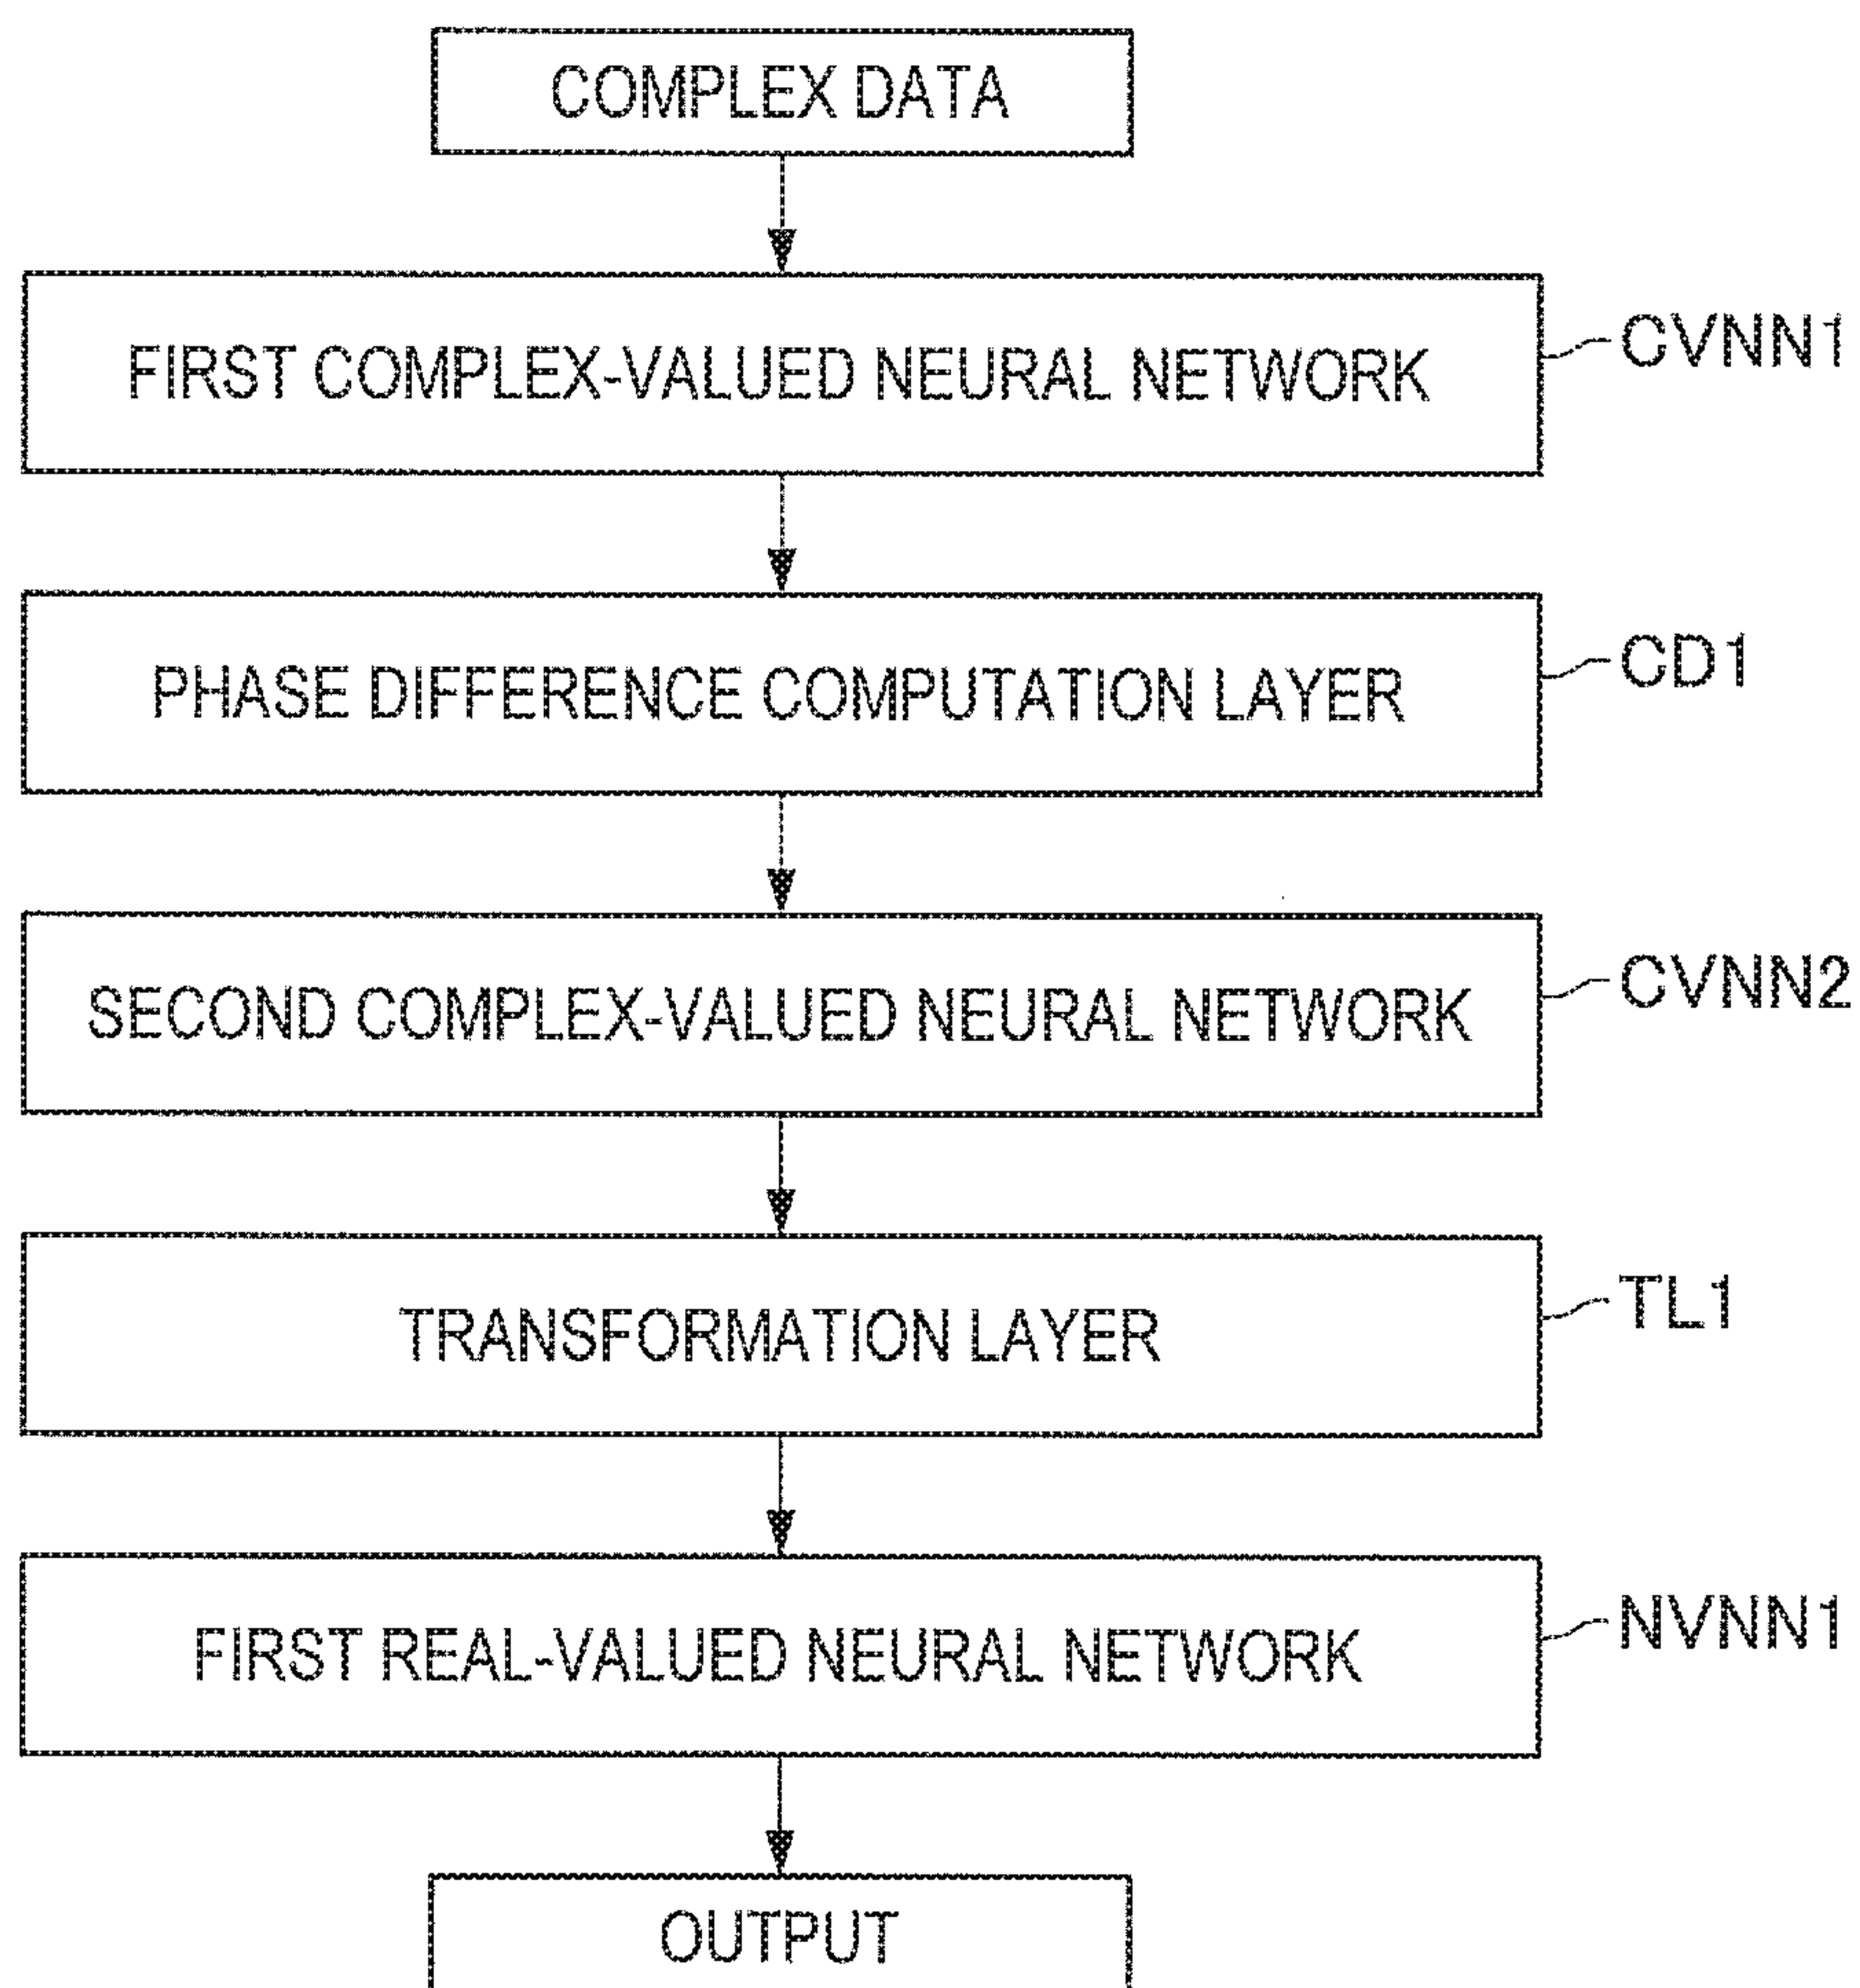 COMPLEX DATA
FIRST COMPLEX-VALUED NEURAL NETWORK
CVNN1
PHASE DIFFERENCE COMPUTATION LAYER
CD1
SECOND COMPLEX-VALUED NEURAL NETWORK
CVNN2
TRANSFORMATION LAYER
TL1
FIRST REAL-VALUED NEURAL NETWORK
NVNN1
OUTPUT